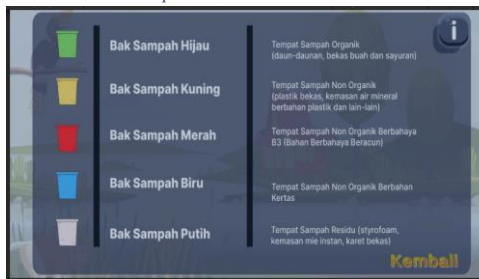 i
Bak Sampah Hijau
Tempat Sampah Organik
(daun-daunan, bekas buah dan sayuran)
Bak Sampah Kuning
Tempat Sampah Non Organik
(plastik bekas, kemasan air mineral
berbahan plastik dan lain-lain)
Bak Sampah Merah
Tempat Sampah Non Organik Berbahaya
B3 (Bahan Berbahaya Beracun)
Bak Sampah Biru
Tempat Sampah Non Organik Berbahan
Kertas
Bak Sampah Putih
Tempat Sampah Residu (styrofoam,
kemasan mie instan, karet bekas)
Kembali